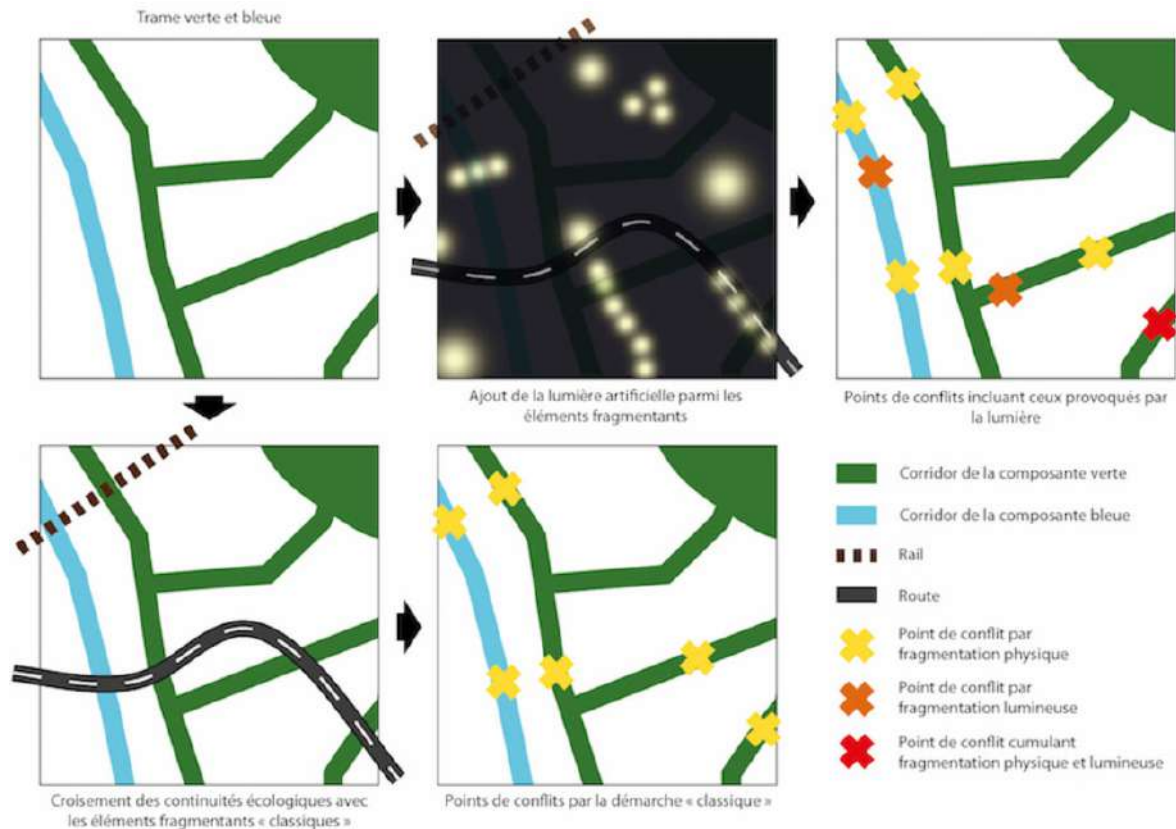 Trame verte et bleue
Ajout de la lumière artificielle parmi les
éléments fragmentants
Points de conflits incluant ceux provoqués par
la lumière
Croisement des continuités écologiques avec
les éléments fragmentants « classiques »
Points de conflits par la démarche « classique »
Corridor de la composante verte
Corridor de la composante bleue
Rail
Route
Point de conflit par
fragmentation physique
Point de conflit par
fragmentation lumineuse
Point de conflit cumulant
fragmentation physique et lumineuse